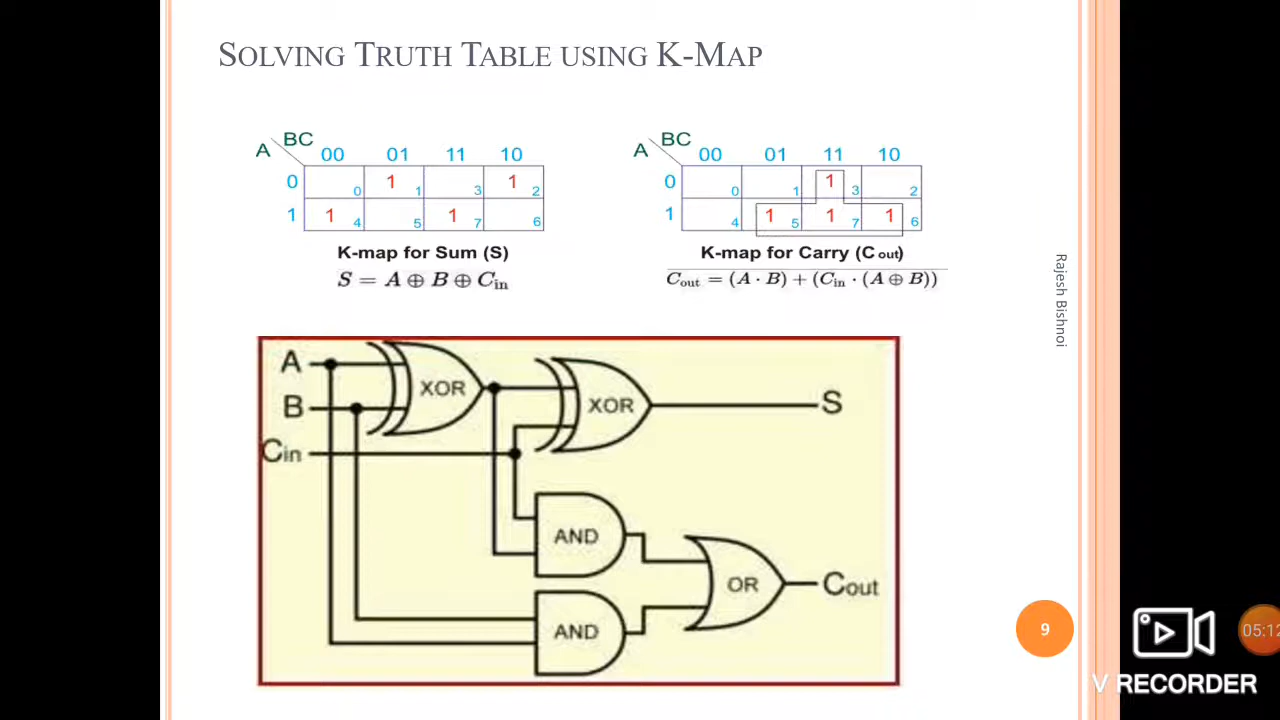 SOLVING TRUTH TABLE USING K-MAP
A BC 00 01 11 10
0 0 1 1 3 1 2
1 1 4 5 1 7 6
K-map for Sum (S)
S = A ⊕ B ⊕ Cin
A BC 00 01 11 10
0 0 1 1 3 2
1 4 1 5 1 7 1 6
K-map for Carry (Cout)
Cout = (A · B) + (Cin · (A ⊕ B))
Rajesh Bishnoi
A
B
Cin
XOR
XOR
S
AND
AND
OR
Cout
9
05:12
V RECORDER